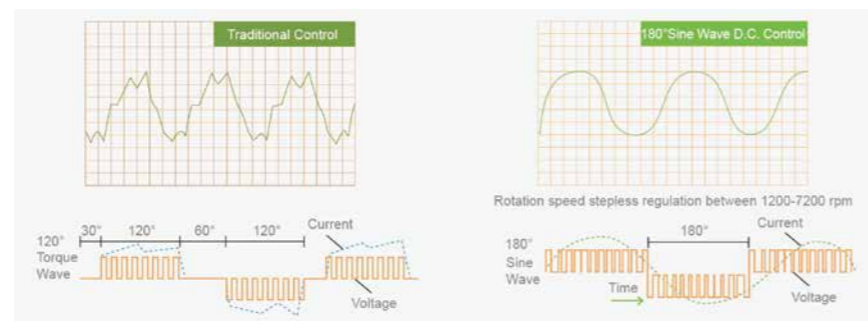 Traditional Control
180°Sine Wave D.C. Control
Rotation speed stepless regulation between 1200-7200 rpm
30° 120° 60° 120° Current
120°
Torque
Wave
Voltage
180° Current
180°
Sine
Wave
Time Voltage